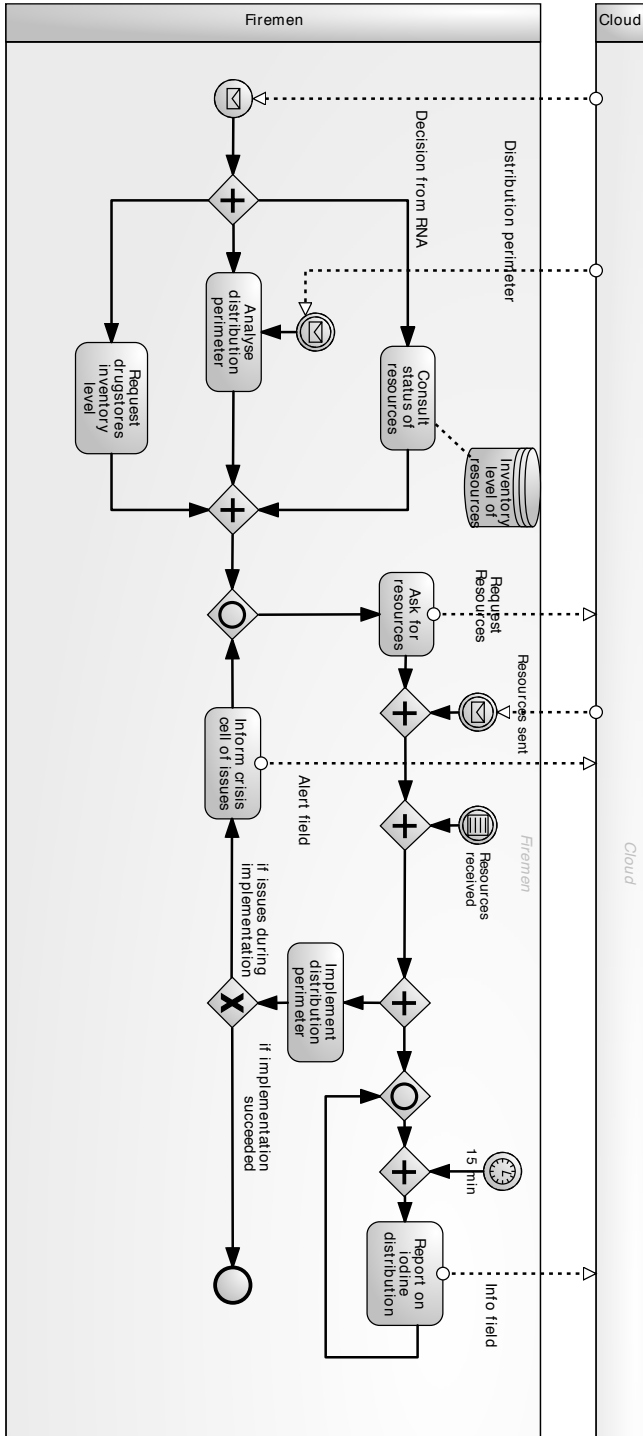 Firemen
Cloud
Decision from RNA
Distribution perimeter
Analyse
distribution
perimeter
Consult
status of
resources
Request
drugstores
inventory
level
Inventory
level of
resources
Ask for
resources
Request
Resources
Resources sent
Inform crisis
cell of issues
Alert field
Resources
received
Firemen
Cloud
if issues during
implementation
Implement
distribution
perimeter
if implementation
succeeded
15 min
Report on
iodine
distribution
Info field